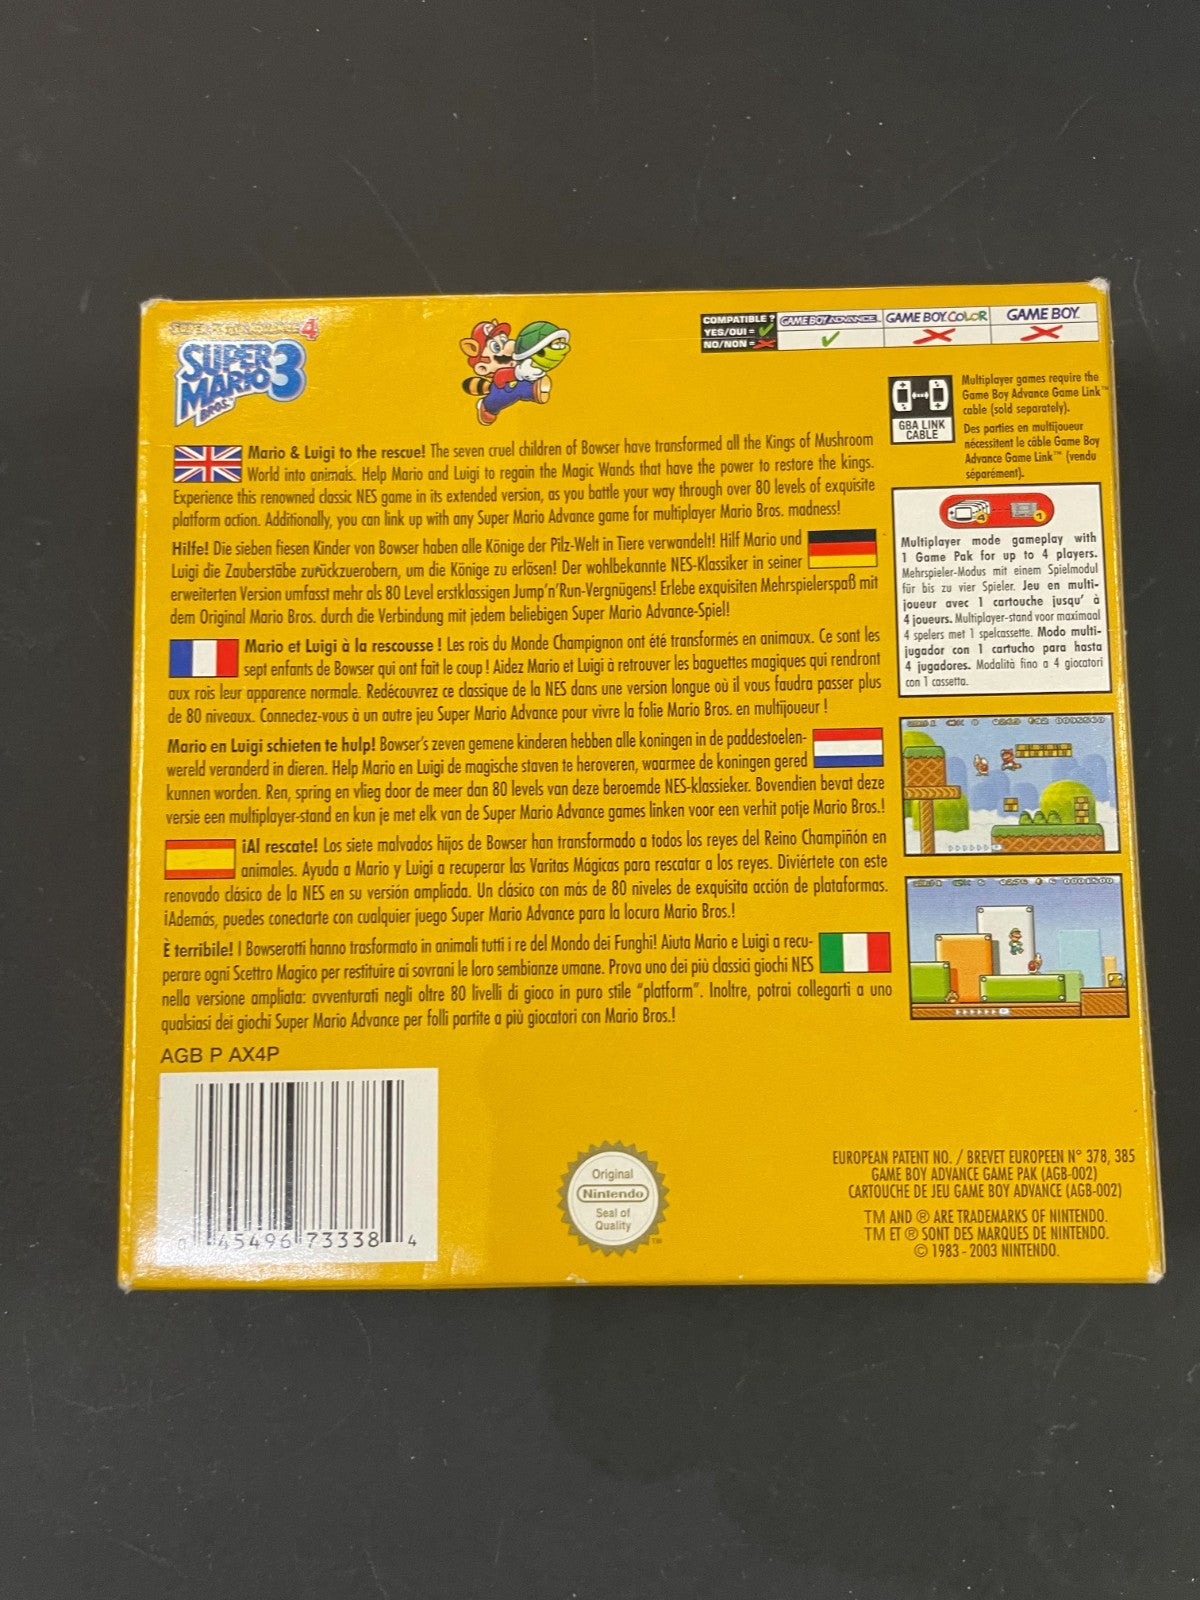 SUPER MARIO ADVANCE 4
SUPER
MARIO 3
BROS.
COMPATIBLE ?
YES/OUI =
NO/NON =
GAME BOY ADVANCE
GAME BOY COLOR
GAME BOY
GBA LINK
CABLE
Multiplayer games require the
Game Boy Advance Game Link™
cable (sold separately).
Des parties en multijoueur
nécessitent le câble Game Boy
Advance Game Link™ (vendu
séparément).
4
1
Multiplayer mode gameplay with
1 Game Pak for up to 4 players.
Mehrspieler-Modus mit einem Spielmodul
für bis zu vier Spieler. Jeu en multi-
joueur avec 1 cartouche jusqu' à
4 joueurs. Multiplayer-stand voor maximaal
4 spelers met 1 spelcassette. Modo multi-
jugador con 1 cartucho para hasta
4 jugadores. Modalità fino a 4 giocatori
con 1 cassetta.
Mario & Luigi to the rescue! The seven cruel children of Bowser have transformed all the Kings of Mushroom
World into animals. Help Mario and Luigi to regain the Magic Wands that have the power to restore the kings.
Experience this renowned classic NES game in its extended version, as you battle your way through over 80 levels of exquisite
platform action. Additionally, you can link up with any Super Mario Advance game for multiplayer Mario Bros. madness!
Hilfe! Die sieben fiesen Kinder von Bowser haben alle Könige der Pilz-Welt in Tiere verwandelt! Hilf Mario und
Luigi die Zauberstäbe zurückzuerobern, um die Könige zu erlösen! Der wohlbekannte NES-Klassiker in seiner
erweiterten Version umfasst mehr als 80 Level erstklassigen Jump'n'Run-Vergnügens! Erlebe exquisiten Mehrspielerspaß mit
dem Original Mario Bros. durch die Verbindung mit jedem beliebigen Super Mario Advance-Spiel!
Mario et Luigi à la rescousse ! Les rois du Monde Champignon ont été transformés en animaux. Ce sont les
sept enfants de Bowser qui ont fait le coup ! Aidez Mario et Luigi à retrouver les baguettes magiques qui rendront
aux rois leur apparence normale. Redécouvrez ce classique de la NES dans une version longue où il vous faudra passer plus
de 80 niveaux. Connectez-vous à un autre jeu Super Mario Advance pour vivre la folie Mario Bros. en multijoueur !
Mario en Luigi schieten te hulp! Bowser's zeven gemene kinderen hebben alle koningen in de paddestoelen-
wereld veranderd in dieren. Help Mario en Luigi de magische staven te heroveren, waarmee de koningen gered
kunnen worden. Ren, spring en vlieg door de meer dan 80 levels van deze beroemde NES-klassieker. Bovendien bevat deze
versie een multiplayer-stand en kun je met elk van de Super Mario Advance games linken voor een verhit potje Mario Bros.!
¡Al rescate! Los siete malvados hijos de Bowser han transformado a todos los reyes del Reino Champiñón en
animales. Ayuda a Mario y Luigi a recuperar las Varitas Mágicas para rescatar a los reyes. Diviértete con este
renovado clásico de la NES en su versión ampliada. Un clásico con más de 80 niveles de exquisita acción de plataformas.
¡Además, puedes conectarte con cualquier juego Super Mario Advance para la locura Mario Bros.!
È terribile! I Bowserotti hanno trasformato in animali tutti i re del Mondo dei Funghi! Aiuta Mario e Luigi a recu-
perare ogni Scettro Magico per restituire ai sovrani le loro sembianze umane. Prova uno dei più classici giochi NES
nella versione ampliata: avventurati negli oltre 80 livelli di gioco in puro stile "platform". Inoltre, potrai collegarti a uno
qualsiasi dei giochi Super Mario Advance per folli partite a più giocatori con Mario Bros.!
AGB P AX4P
0 45496 73338 4
Original
Nintendo
Seal of
Quality
TM
EUROPEAN PATENT NO. / BREVET EUROPEEN N° 378, 385
GAME BOY ADVANCE GAME PAK (AGB-002)
CARTOUCHE DE JEU GAME BOY ADVANCE (AGB-002)
TM AND ® ARE TRADEMARKS OF NINTENDO.
TM ET ® SONT DES MARQUES DE NINTENDO.
© 1983 - 2003 NINTENDO.